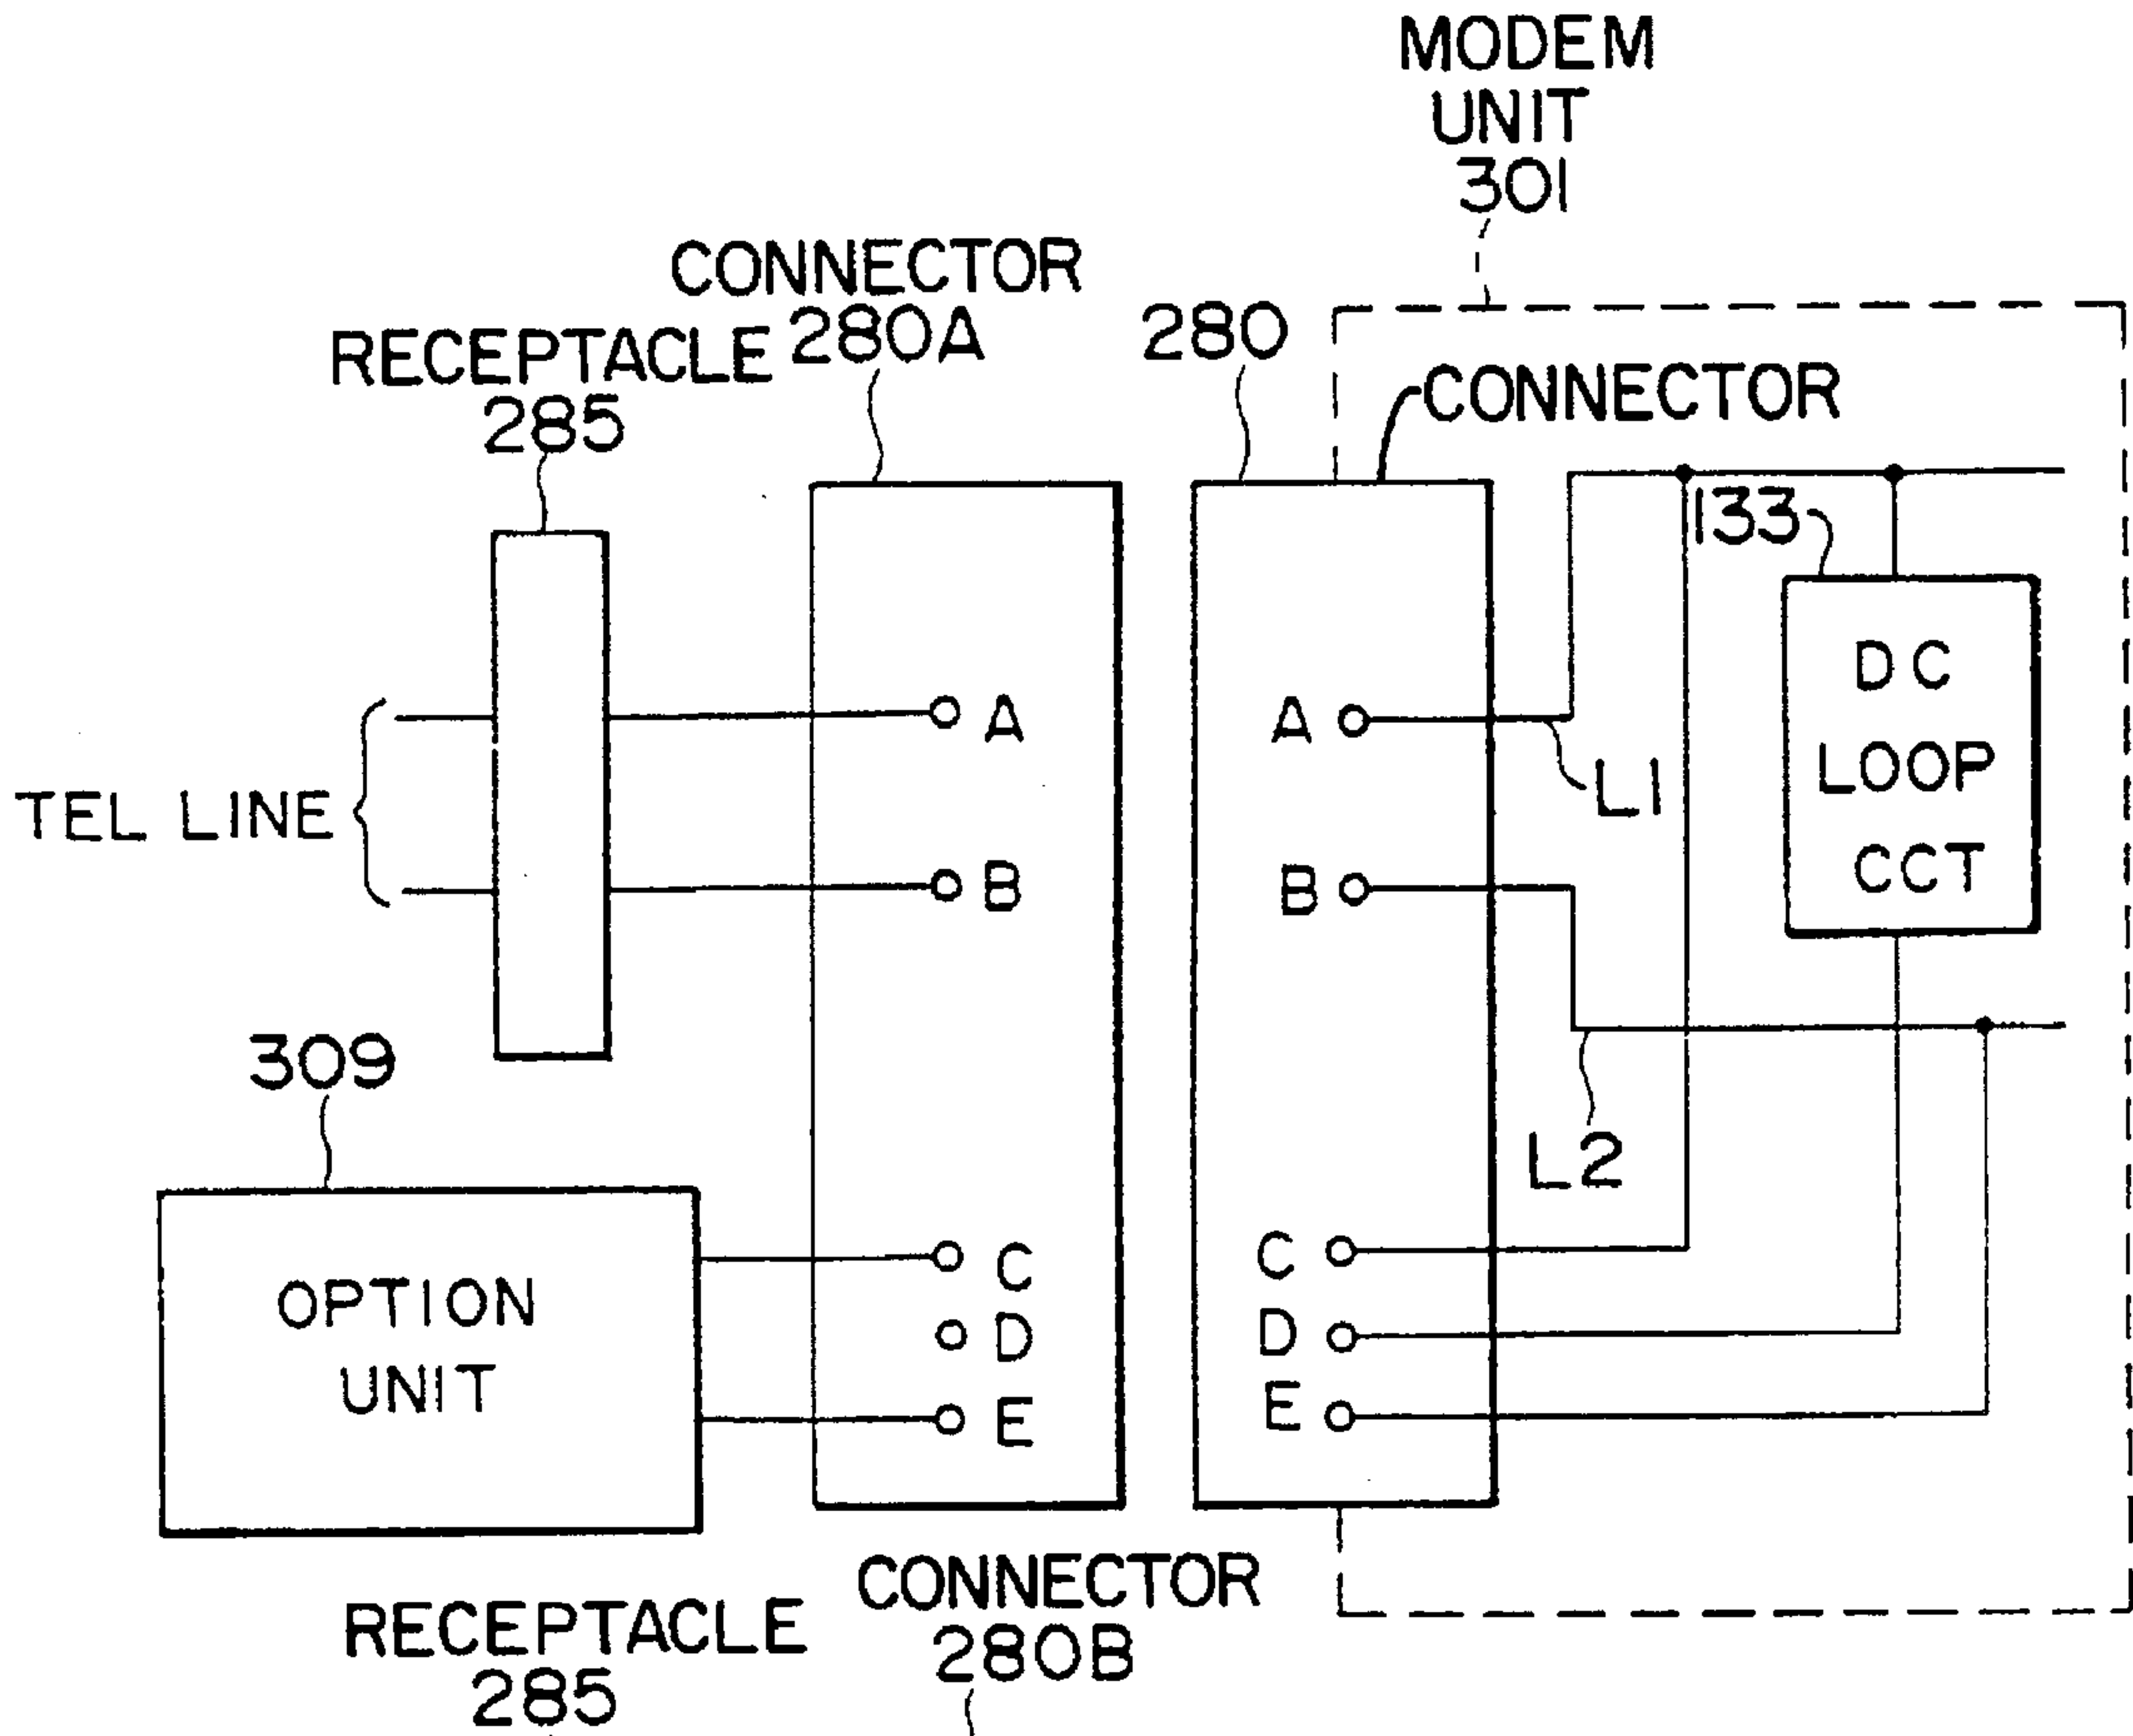 MODEM
UNIT
301
CONNECTOR
280A
RECEPTACLE
285
280
CONNECTOR
133
DC
LOOP
CCT
A
A
L1
TEL LINE
B
B
309
L2
OPTION
UNIT
C
D
E
C
D
E
CONNECTOR
280B
RECEPTACLE
285